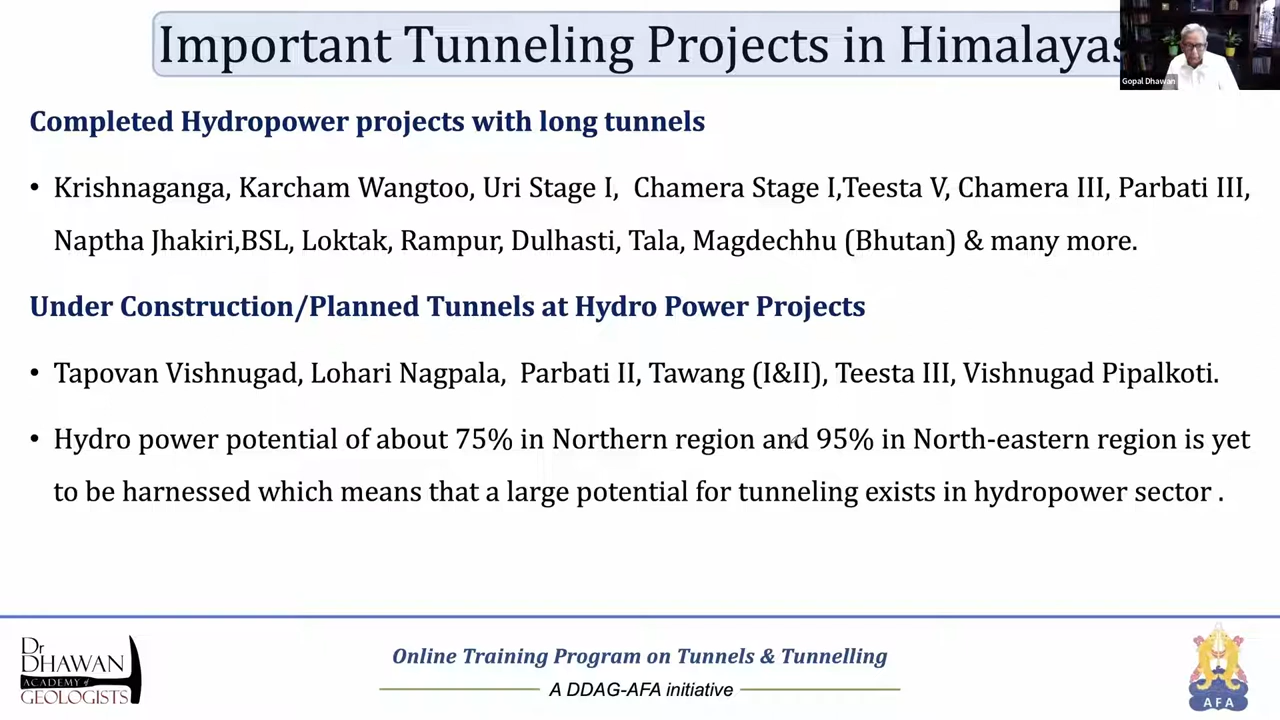 Important Tunneling Projects in Himalayas
Gopal Dhawan
Completed Hydropower projects with long tunnels
• Krishnaganga, Karcham Wangtoo, Uri Stage I, Chamera Stage I,Teesta V, Chamera III, Parbati III,
Naptha Jhakiri,BSL, Loktak, Rampur, Dulhasti, Tala, Magdechhu (Bhutan) & many more.
Under Construction/Planned Tunnels at Hydro Power Projects
• Tapovan Vishnugad, Lohari Nagpala, Parbati II, Tawang (I&II), Teesta III, Vishnugad Pipalkoti.
• Hydro power potential of about 75% in Northern region and 95% in North-eastern region is yet
to be harnessed which means that a large potential for tunneling exists in hydropower sector .
Dr
DHAWAN
ACADEMY of
GEOLOGISTS
Online Training Program on Tunnels & Tunnelling
A DDAG-AFA initiative
AFA